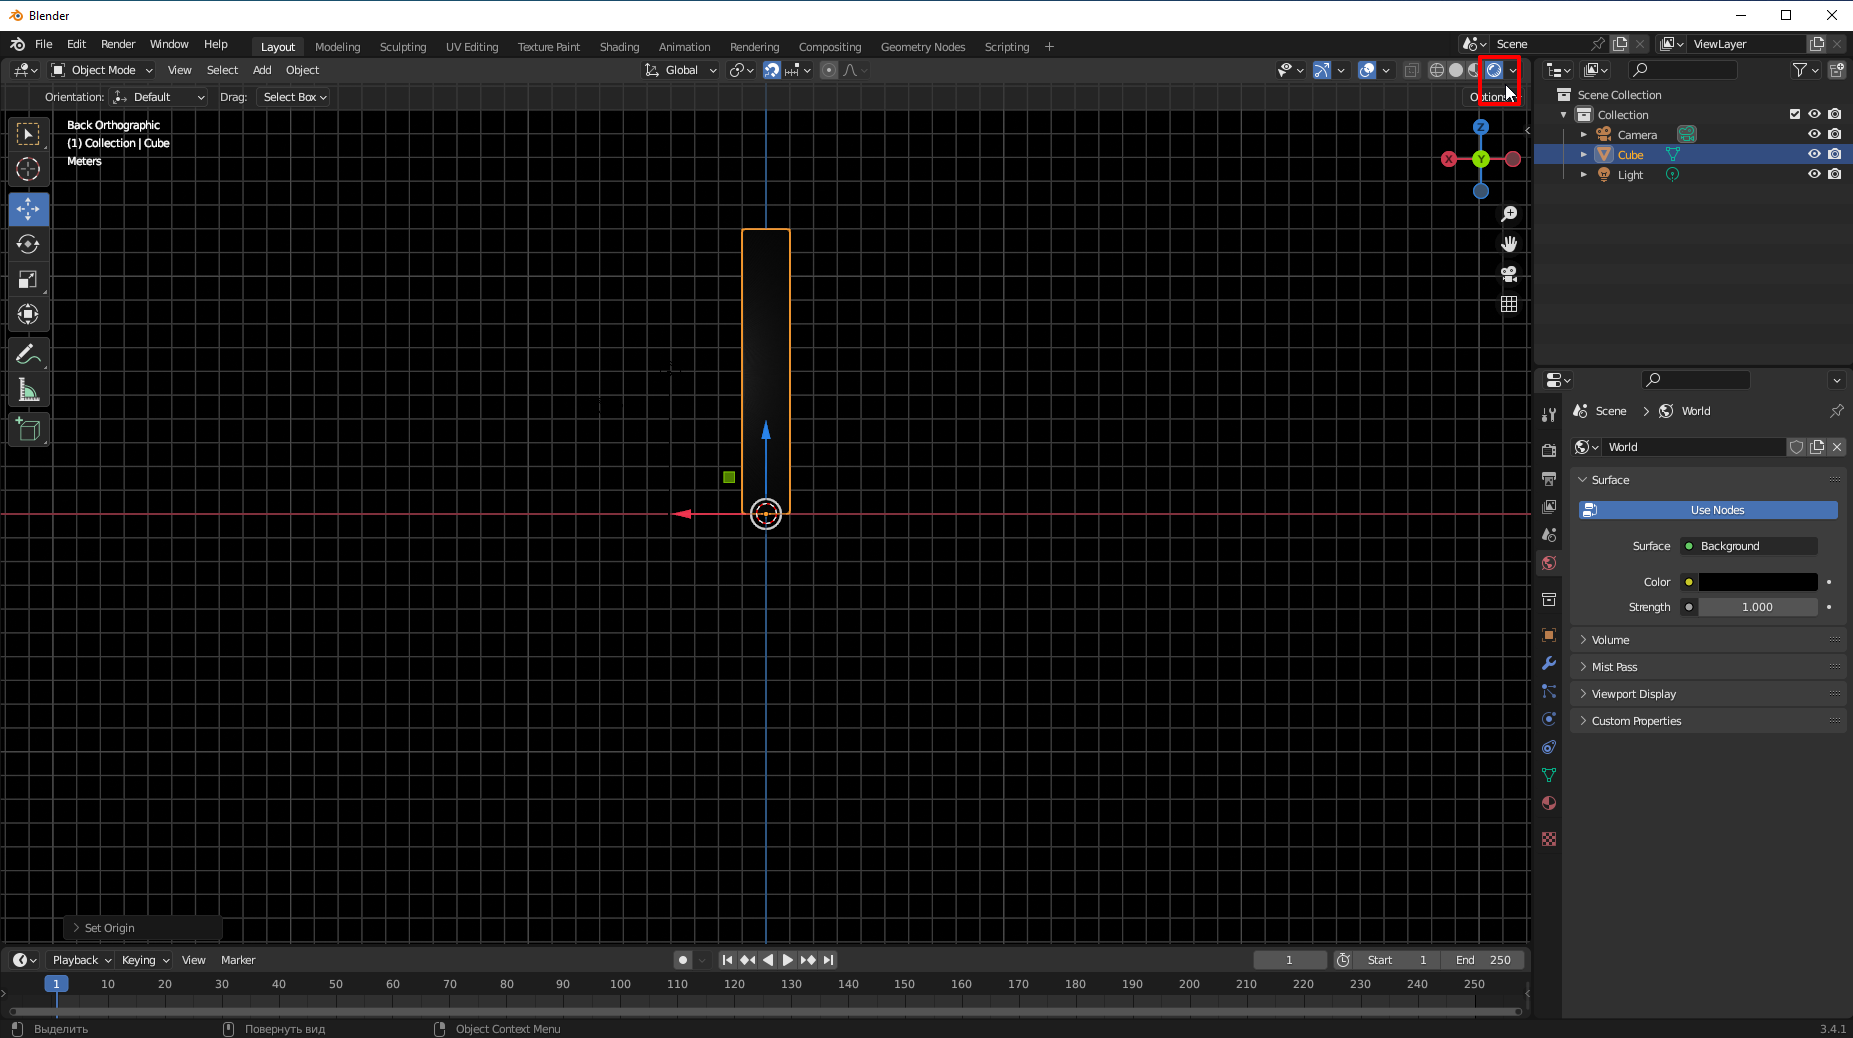 Blender
File Edit Render Window Help Layout Modeling Sculpting UV Editing Texture Paint Shading Animation Rendering Compositing Geometry Nodes Scripting + Scene ViewLayer
Object Mode View Select Add Object Global
Orientation: Default Drag: Select Box
Back Orthographic
(1) Collection | Cube
Meters
Z
X
Y
Scene Collection
Collection
Camera
Cube
Light
Scene > World
World
Surface
Use Nodes
Surface Background
Color
Strength 1.000
Volume
Mist Pass
Viewport Display
Custom Properties
> Set Origin
Playback Keying View Marker 1 Start 1 End 250
1 10 20 30 40 50 60 70 80 90 100 110 120 130 140 150 160 170 180 190 200 210 220 230 240 250
Выделить Повернуть вид Object Context Menu 3.4.1